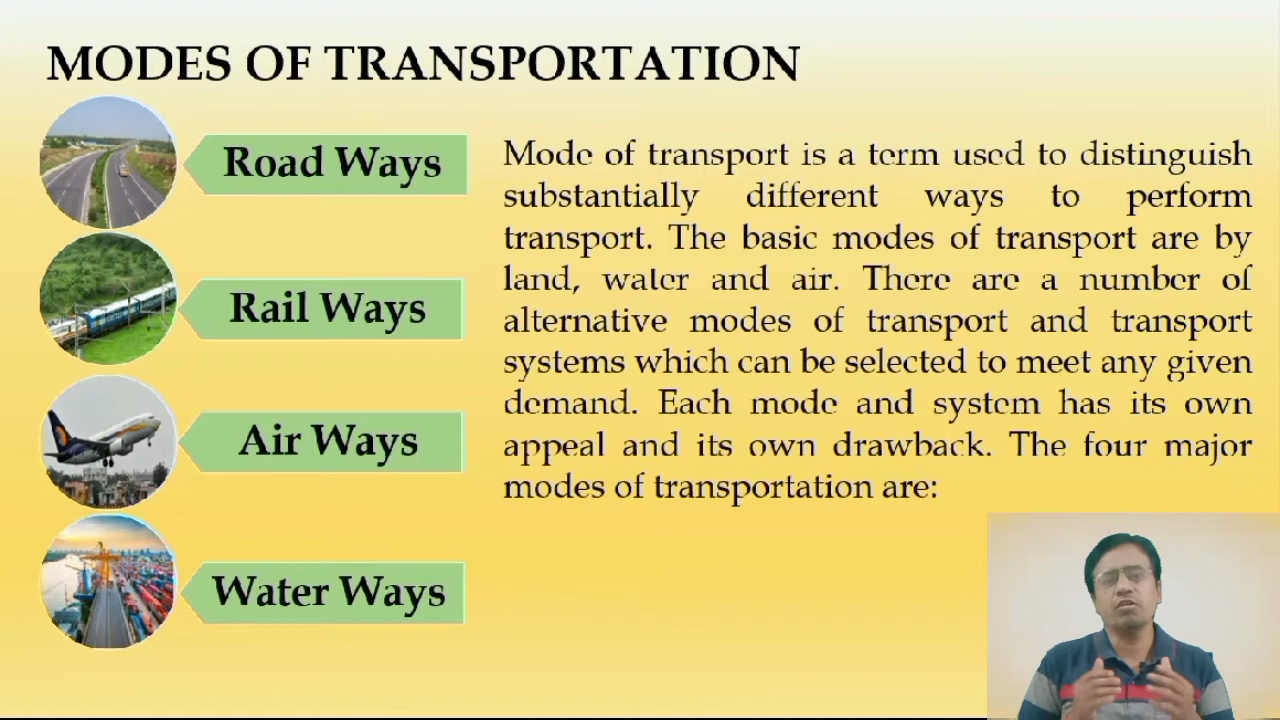 MODES OF TRANSPORTATION
Road Ways
Rail Ways
Air Ways
Water Ways
Mode of transport is a term used to distinguish
substantially different ways to perform
transport. The basic modes of transport are by
land, water and air. There are a number of
alternative modes of transport and transport
systems which can be selected to meet any given
demand. Each mode and system has its own
appeal and its own drawback. The four major
modes of transportation are: